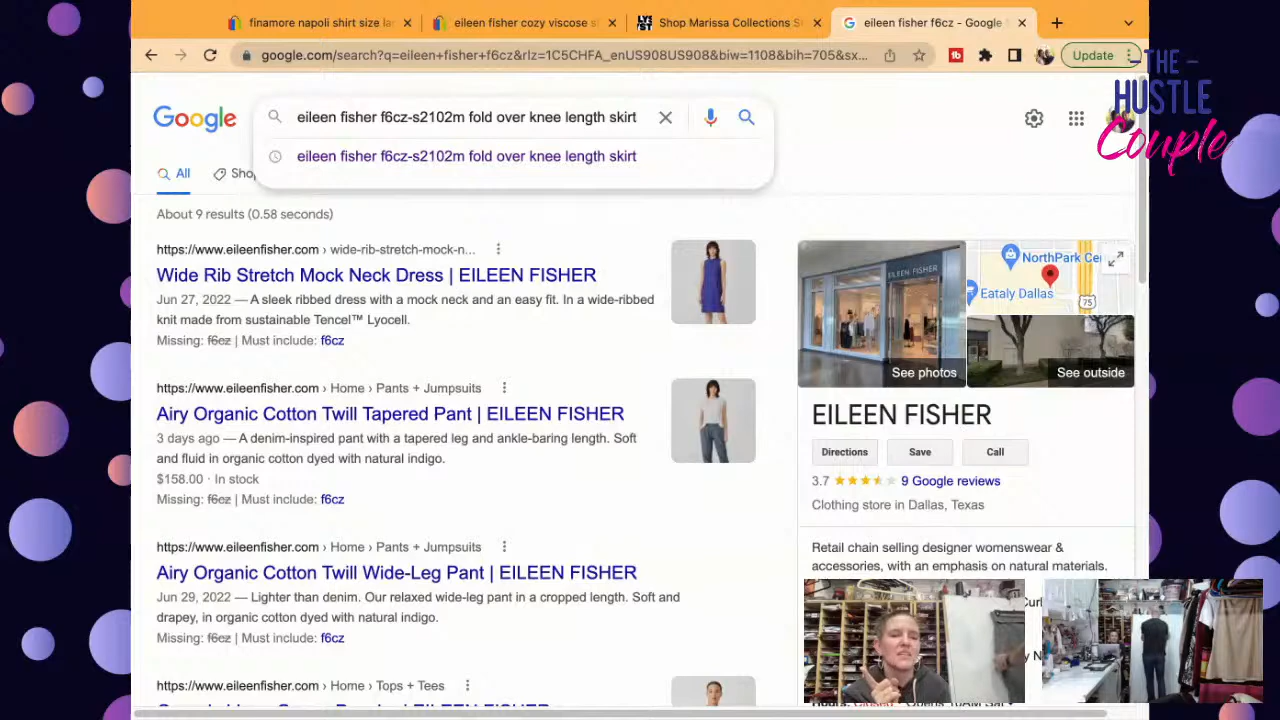 finamore napoli shirt size lar
eileen fisher cozy viscose s
LYST
Shop Marissa Collections S
eileen fisher f6cz - Google
google.com/search?q=eileen+fisher+f6cz&rlz=1C5CHFA_enUS908US908&biw=1108&bih=705&sx...
Update
THE
HUSTLE
Couple
Google
eileen fisher f6cz-s2102m fold over knee length skirt
eileen fisher f6cz-s2102m fold over knee length skirt
All
Shop
About 9 results (0.58 seconds)
https://www.eileenfisher.com › wide-rib-stretch-mock-n...
Wide Rib Stretch Mock Neck Dress | EILEEN FISHER
Jun 27, 2022 — A sleek ribbed dress with a mock neck and an easy fit. In a wide-ribbed
knit made from sustainable Tencel™ Lyocell.
Missing: f6cz | Must include: f6cz
https://www.eileenfisher.com › Home › Pants + Jumpsuits
Airy Organic Cotton Twill Tapered Pant | EILEEN FISHER
3 days ago — A denim-inspired pant with a tapered leg and ankle-baring length. Soft
and fluid in organic cotton dyed with natural indigo.
$158.00 · In stock
Missing: f6cz | Must include: f6cz
https://www.eileenfisher.com › Home › Pants + Jumpsuits
Airy Organic Cotton Twill Wide-Leg Pant | EILEEN FISHER
Jun 29, 2022 — Lighter than denim. Our relaxed wide-leg pant in a cropped length. Soft and
drapey, in organic cotton dyed with natural indigo.
Missing: f6cz | Must include: f6cz
https://www.eileenfisher.com › Home › Tops + Tees
EILEEN FISHER
EILEEN FISHER
NorthPark Cen
Eataly Dallas
75
See photos
See outside
EILEEN FISHER
Directions
Save
Call
3.7
9 Google reviews
Clothing store in Dallas, Texas
Retail chain selling designer womenswear &
accessories, with an emphasis on natural materials.